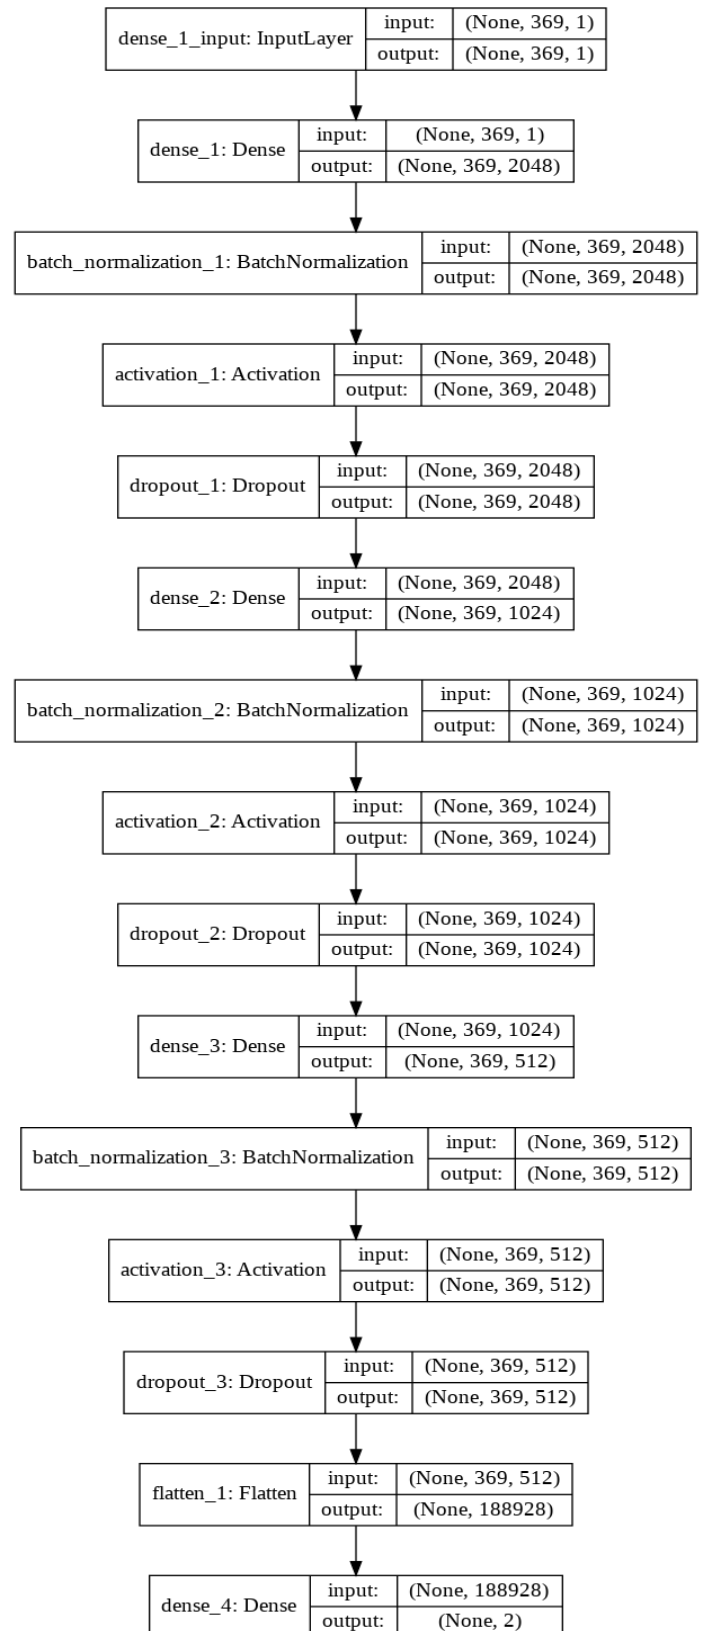 dense_1_input: InputLayer
input: (None, 369, 1)
output: (None, 369, 1)
dense_1: Dense
input: (None, 369, 1)
output: (None, 369, 2048)
batch_normalization_1: BatchNormalization
input: (None, 369, 2048)
output: (None, 369, 2048)
activation_1: Activation
input: (None, 369, 2048)
output: (None, 369, 2048)
dropout_1: Dropout
input: (None, 369, 2048)
output: (None, 369, 2048)
dense_2: Dense
input: (None, 369, 2048)
output: (None, 369, 1024)
batch_normalization_2: BatchNormalization
input: (None, 369, 1024)
output: (None, 369, 1024)
activation_2: Activation
input: (None, 369, 1024)
output: (None, 369, 1024)
dropout_2: Dropout
input: (None, 369, 1024)
output: (None, 369, 1024)
dense_3: Dense
input: (None, 369, 1024)
output: (None, 369, 512)
batch_normalization_3: BatchNormalization
input: (None, 369, 512)
output: (None, 369, 512)
activation_3: Activation
input: (None, 369, 512)
output: (None, 369, 512)
dropout_3: Dropout
input: (None, 369, 512)
output: (None, 369, 512)
flatten_1: Flatten
input: (None, 369, 512)
output: (None, 188928)
dense_4: Dense
input: (None, 188928)
output: (None, 2)